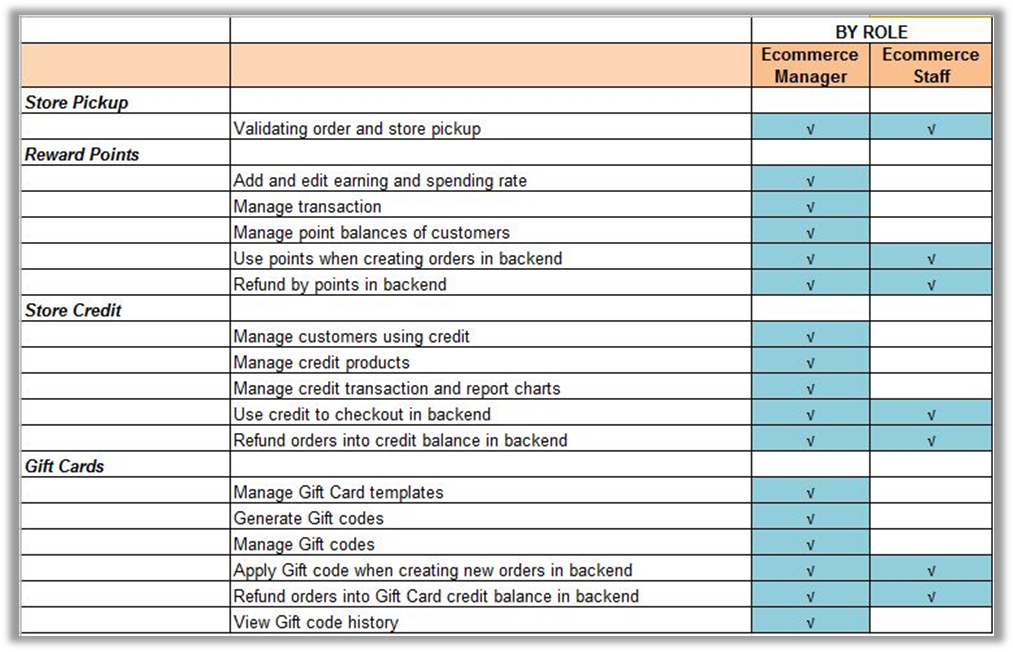 BY ROLE
Ecommerce Manager Ecommerce Staff
Store Pickup
Validating order and store pickup √ √
Reward Points
Add and edit earning and spending rate √
Manage transaction √
Manage point balances of customers √
Use points when creating orders in backend √ √
Refund by points in backend √ √
Store Credit
Manage customers using credit √
Manage credit products √
Manage credit transaction and report charts √
Use credit to checkout in backend √ √
Refund orders into credit balance in backend √ √
Gift Cards
Manage Gift Card templates √
Generate Gift codes √
Manage Gift codes √
Apply Gift code when creating new orders in backend √ √
Refund orders into Gift Card credit balance in backend √ √
View Gift code history √